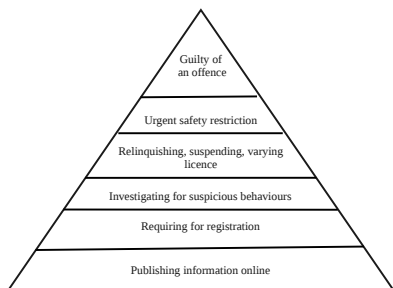 Guilty of
an offence
Urgent safety restriction
Relinquishing, suspending, varying
licence
Investigating for suspicious behaviours
Requiring for registration
Publishing information online